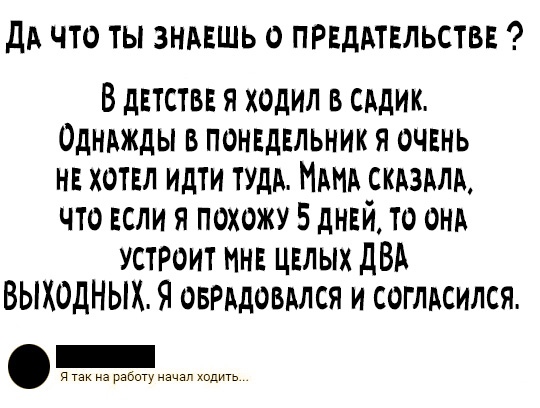 Да что ты знаешь о предательстве ?
В детстве я ходил в садик.
Однажды в понедельник я очень
не хотел идти туда. Мама сказала,
что если я похожу 5 дней, то она
устроит мне целых ДВА
ВЫХОДНЫХ. Я обрадовался и согласился.
Я так на работу начал ходить...